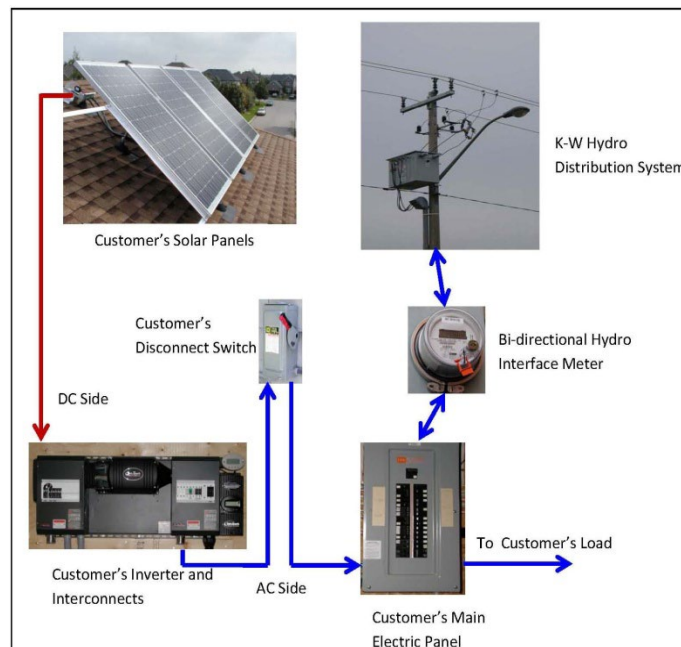 K-W Hydro
Distribution System
Customer's Solar Panels
Customer's
Disconnect Switch
Bi-directional Hydro
Interface Meter
DC Side
To Customer's Load
Customer's Inverter and
Interconnects
AC Side
Customer's Main
Electric Panel